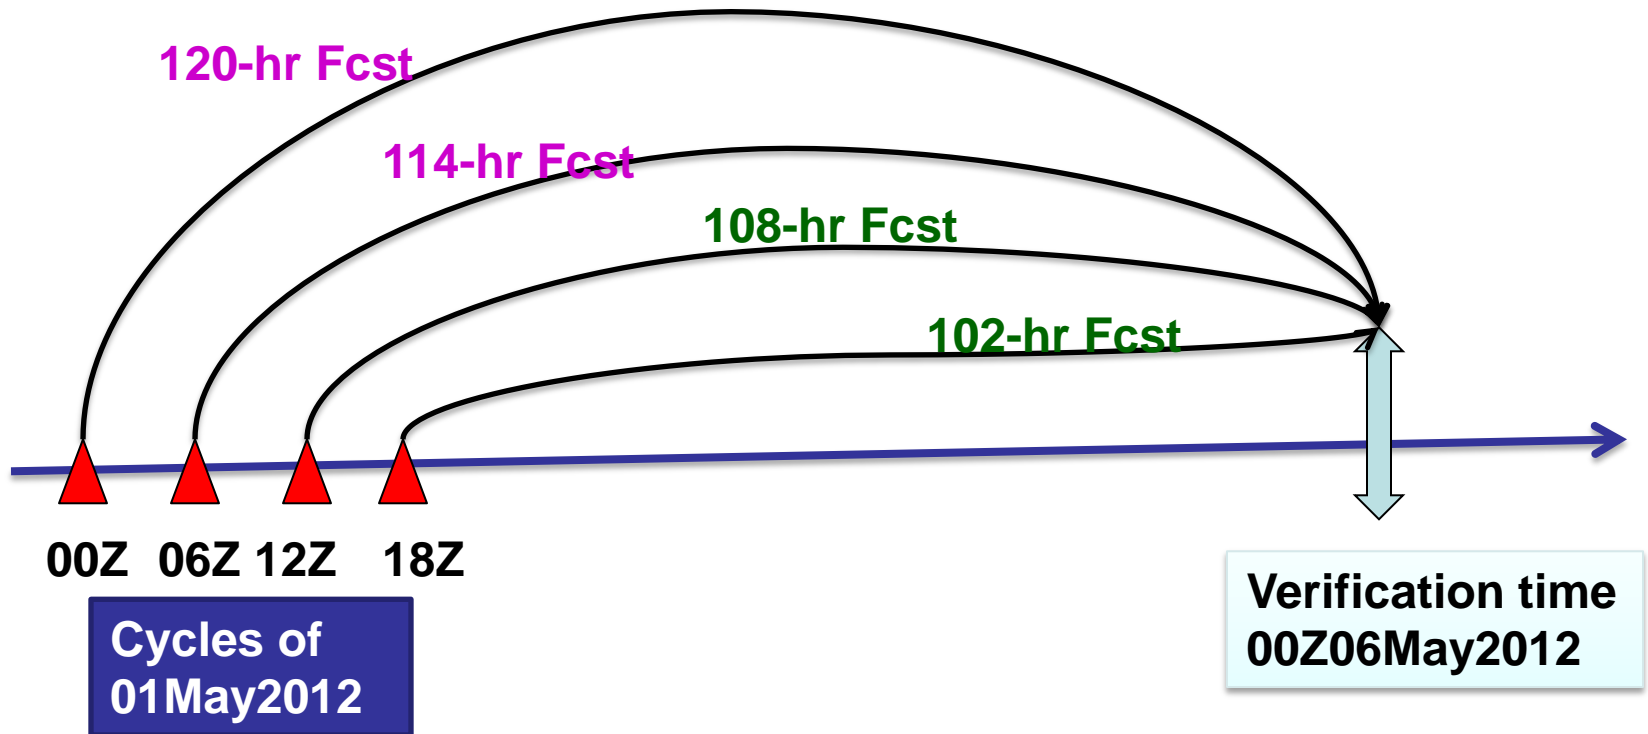 120-hr Fcst
114-hr Fcst
108-hr Fcst
102-hr Fcst
00Z 06Z 12Z 18Z
Cycles of
01May2012
Verification time
00Z06May2012